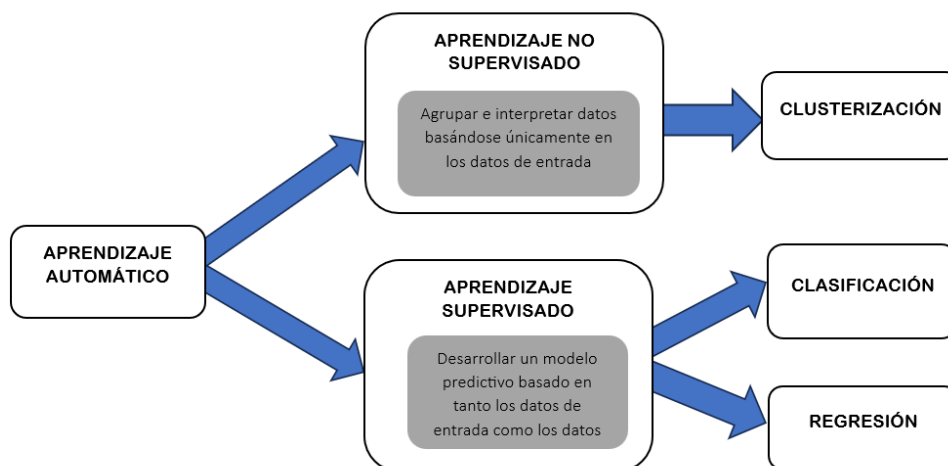 APRENDIZAJE NO
SUPERVISADO
Agrupar e interpretar datos
basándose únicamente en
los datos de entrada
CLUSTERIZACIÓN
APRENDIZAJE
AUTOMÁTICO
APRENDIZAJE
SUPERVISADO
Desarrollar un modelo
predictivo basado en
tanto los datos de
entrada como los datos
CLASIFICACIÓN
REGRESIÓN